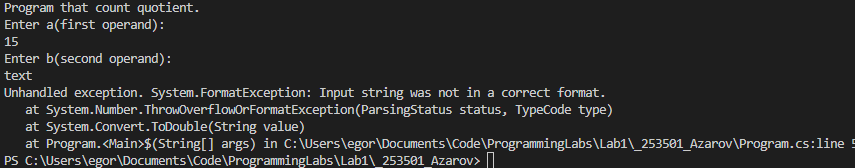 Program that count quotient.
Enter a(first operand):
15
Enter b(second operand):
text
Unhandled exception. System.FormatException: Input string was not in a correct format.
   at System.Number.ThrowOverflowOrFormatException(ParsingStatus status, TypeCode type)
   at System.Convert.ToDouble(String value)
   at Program.<Main>$(String[] args) in C:\Users\egor\Documents\Code\ProgrammingLabs\Lab1\_253501_Azarov\Program.cs:line 5
PS C:\Users\egor\Documents\Code\ProgrammingLabs\Lab1\_253501_Azarov>